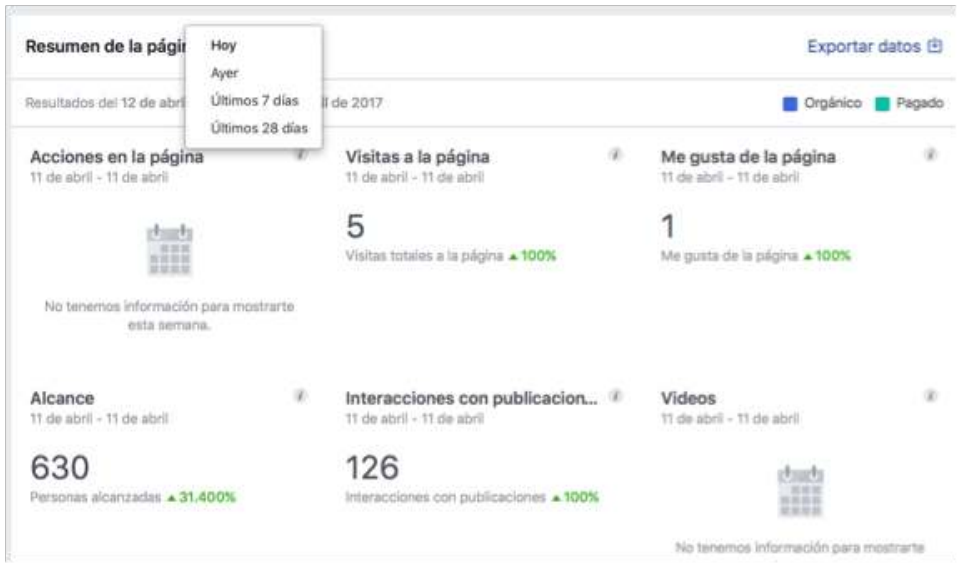 Resumen de la págin
Hoy
Ayer
Últimos 7 días
Últimos 28 días
Exportar datos
Resultados del 12 de abri
l de 2017
Orgánico
Pagado
Acciones en la página
11 de abril - 11 de abril
No tenemos información para mostrarte
esta semana.
Visitas a la página
11 de abril - 11 de abril
5
Visitas totales a la página ▲ 100%
Me gusta de la página
11 de abril - 11 de abril
1
Me gusta de la página ▲ 100%
Alcance
11 de abril - 11 de abril
630
Personas alcanzadas ▲ 31.400%
Interacciones con publicacion...
11 de abril - 11 de abril
126
Interacciones con publicaciones ▲ 100%
Videos
11 de abril - 11 de abril
No tenemos información para mostrarte